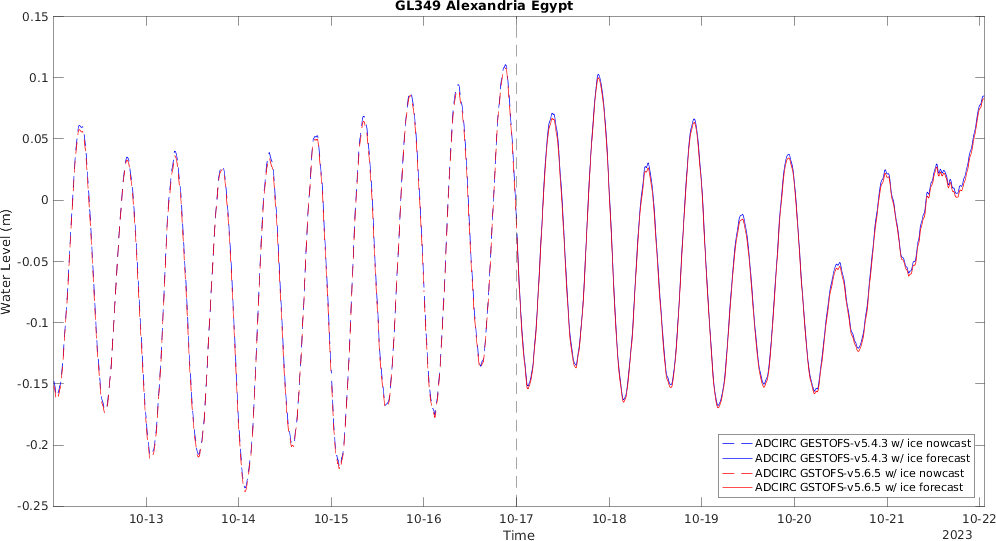 GL349 Alexandria Egypt
0.15
0.1
0.05
0
-0.05
-0.1
-0.15
-0.2
-0.25
Water Level (m)
ADCIRC GESTOFS-v5.4.3 w/ ice nowcast
ADCIRC GESTOFS-v5.4.3 w/ ice forecast
ADCIRC GSTOFS-v5.6.5 w/ ice nowcast
ADCIRC GSTOFS-v5.6.5 w/ ice forecast
10-13 10-14 10-15 10-16 10-17 10-18 10-19 10-20 10-21 10-22
Time
2023